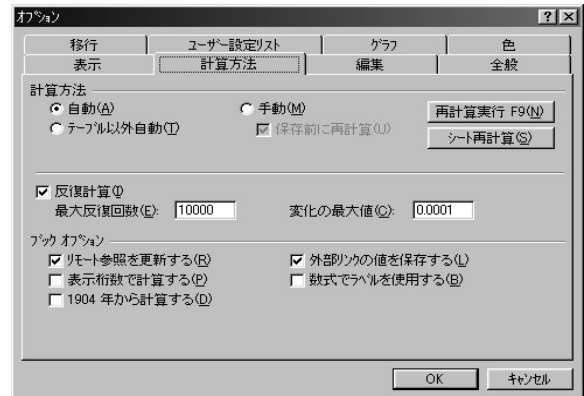 オプション
移行 ユーザー設定リスト グラフ 色
表示 計算方法 編集 全般
計算方法
自動(A) 手動(M) 再計算実行 F9(N)
テーブル以外自動(T) 保存前に再計算(U) シート再計算(S)
反復計算(I)
最大反復回数(E): 10000 変化の最大値(C): 0.0001
ブック オプション
リモート参照を更新する(R) 外部リンクの値を保存する(L)
表示桁数で計算する(P) 数式でラベルを使用する(B)
1904 年から計算する(D)
OK キャンセル